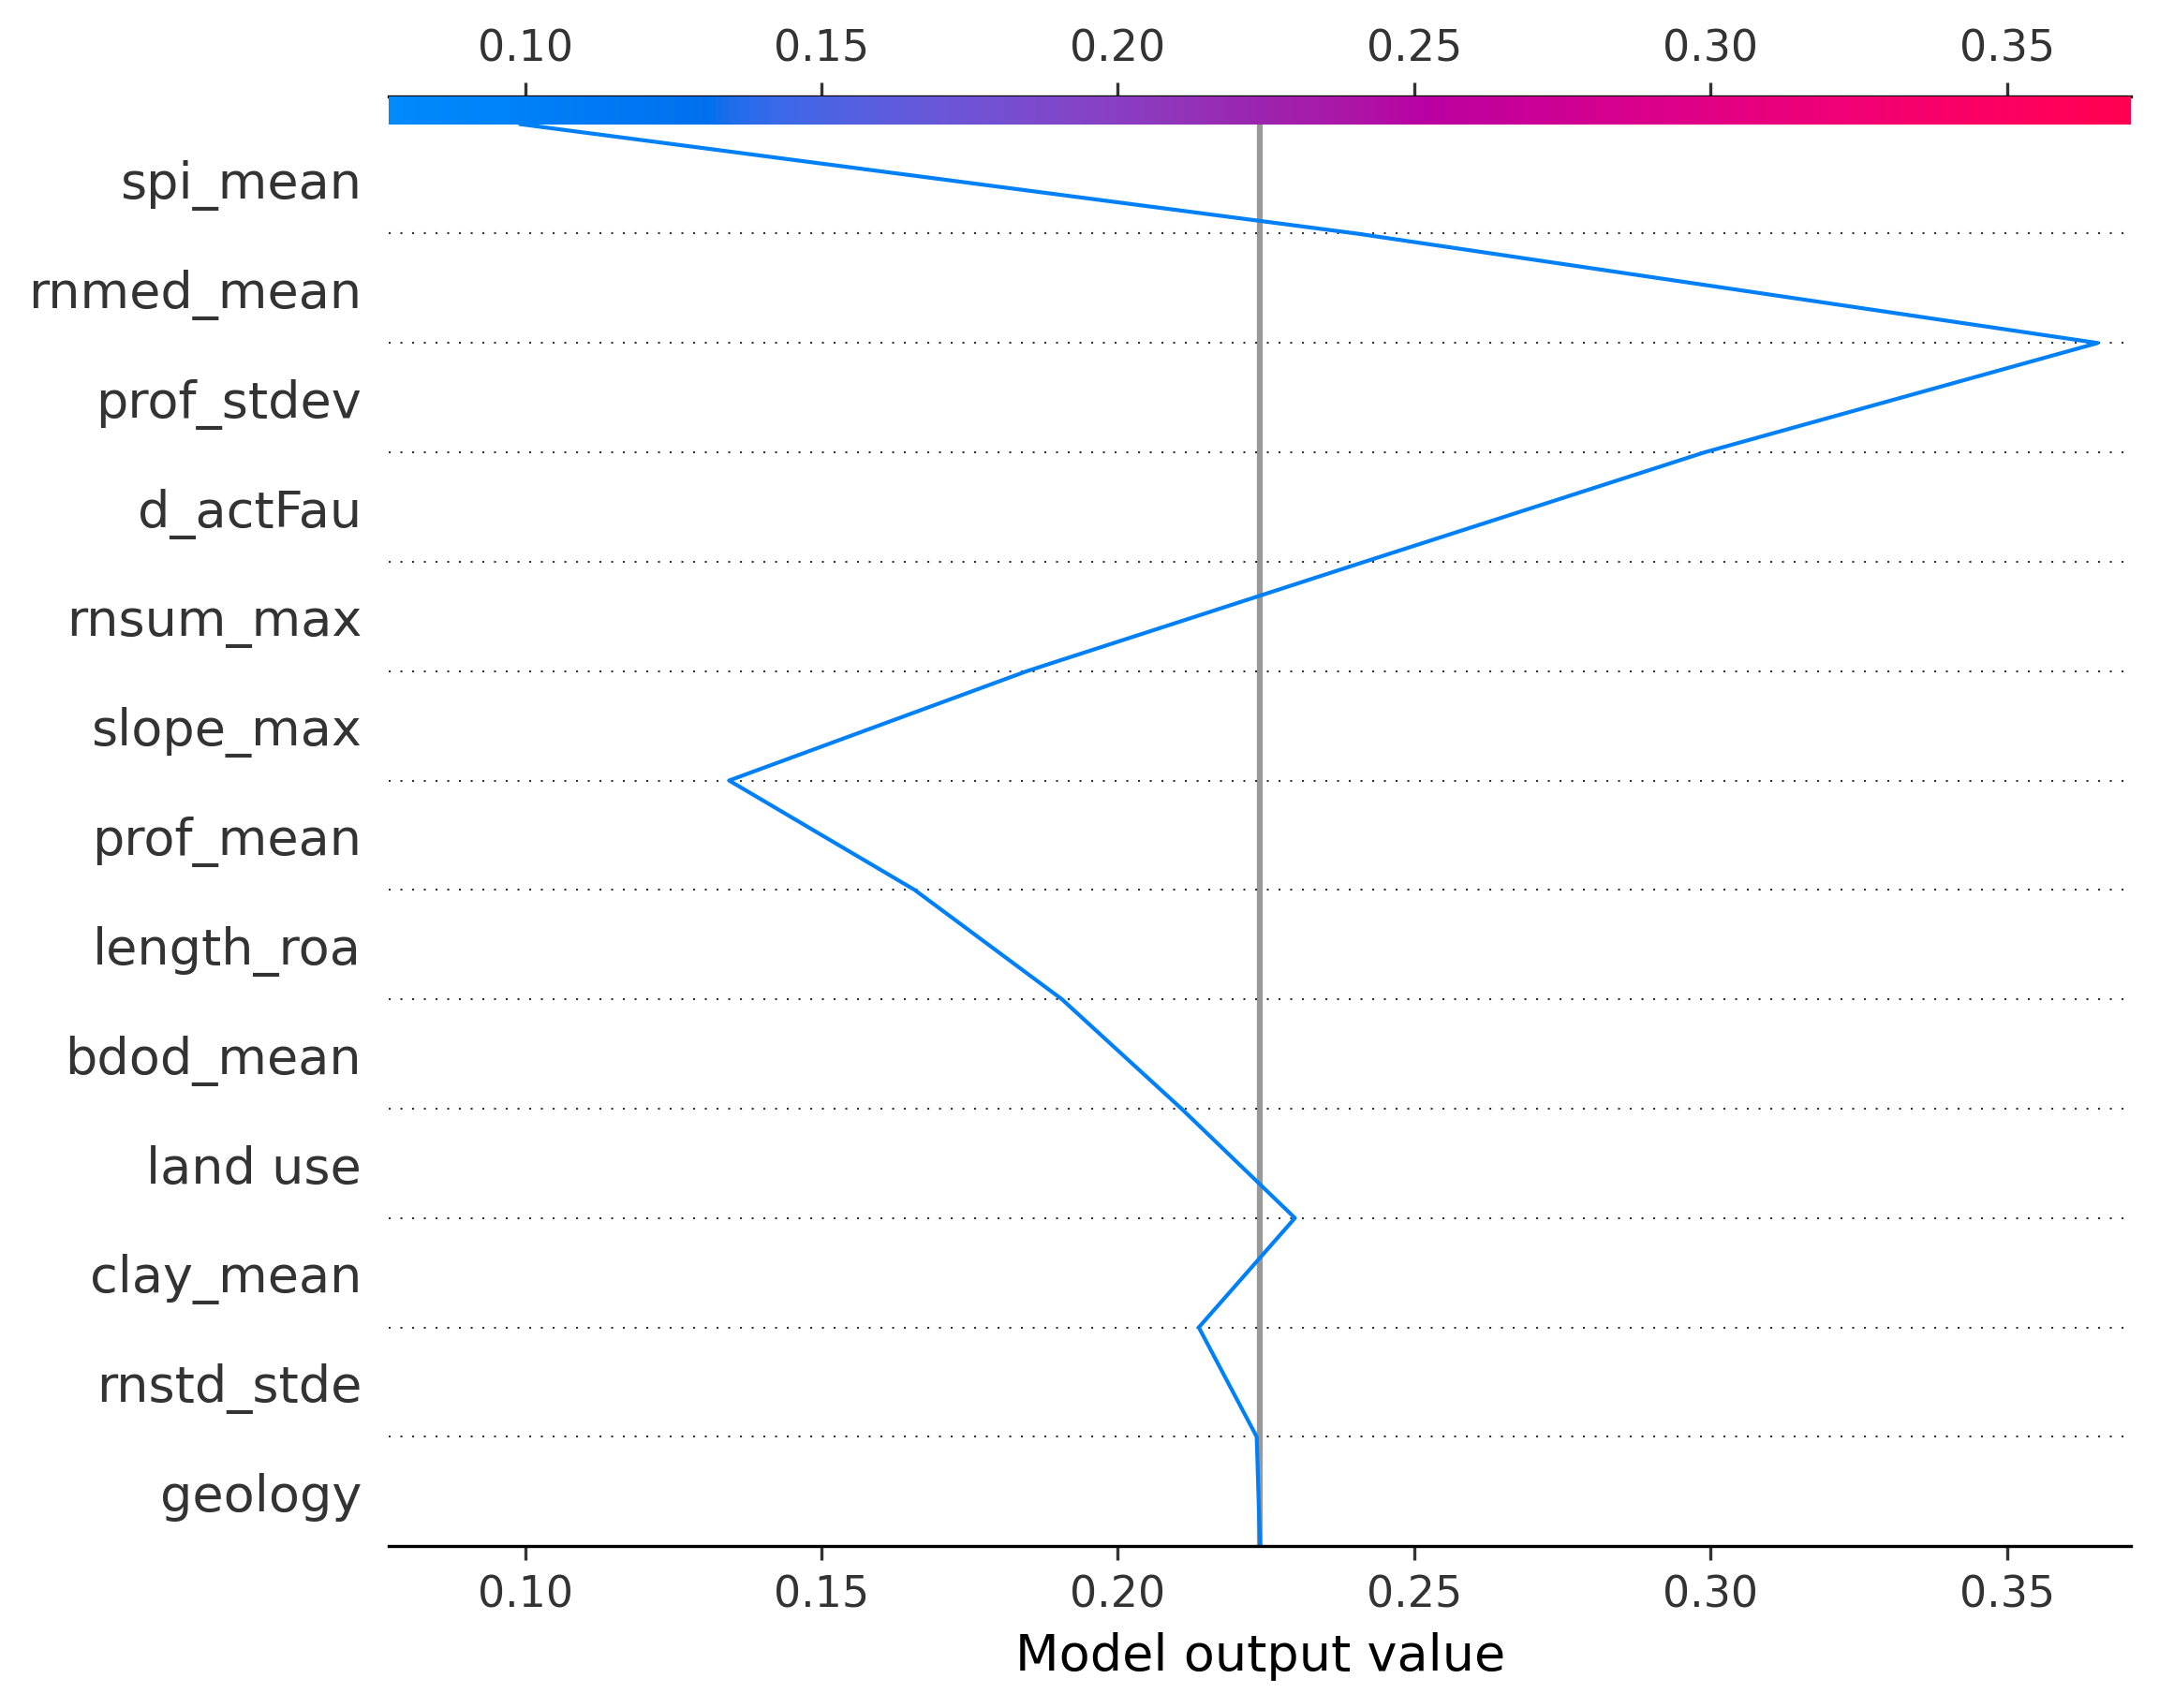 0.10 0.15 0.20 0.25 0.30 0.35
spi_mean
rnmed_mean
prof_stdev
d_actFau
rnsum_max
slope_max
prof_mean
length_roa
bdod_mean
land use
clay_mean
rnstd_stde
geology
0.10 0.15 0.20 0.25 0.30 0.35
Model output value